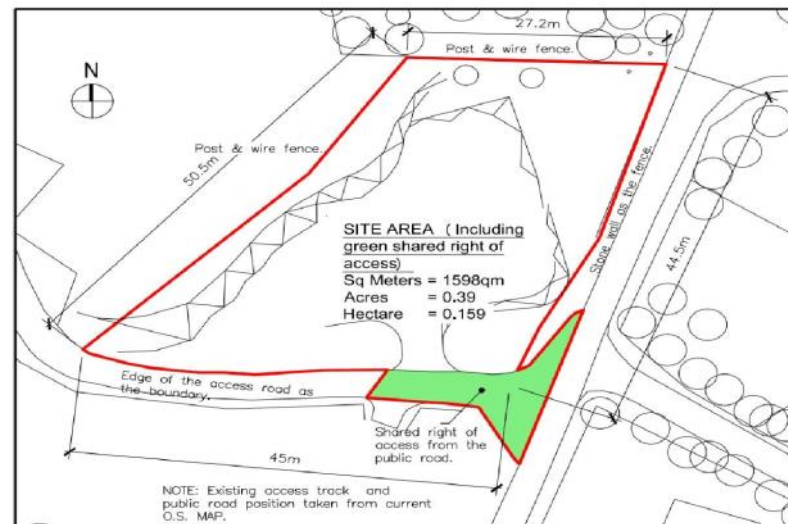 27.2m
Post & wire fence.
N
Post & wire fence.
50.5m
SITE AREA ( Including
green shared right of
access)
Sq Meters = 1598qm
Acres = 0.39
Hectare = 0.159
Stone wall as the fence.
44.5m
Edge of the access road as
the boundary.
Shared right of
access from the
public road.
45m
NOTE: Existing access track and
public road position taken from current
O.S. MAP.